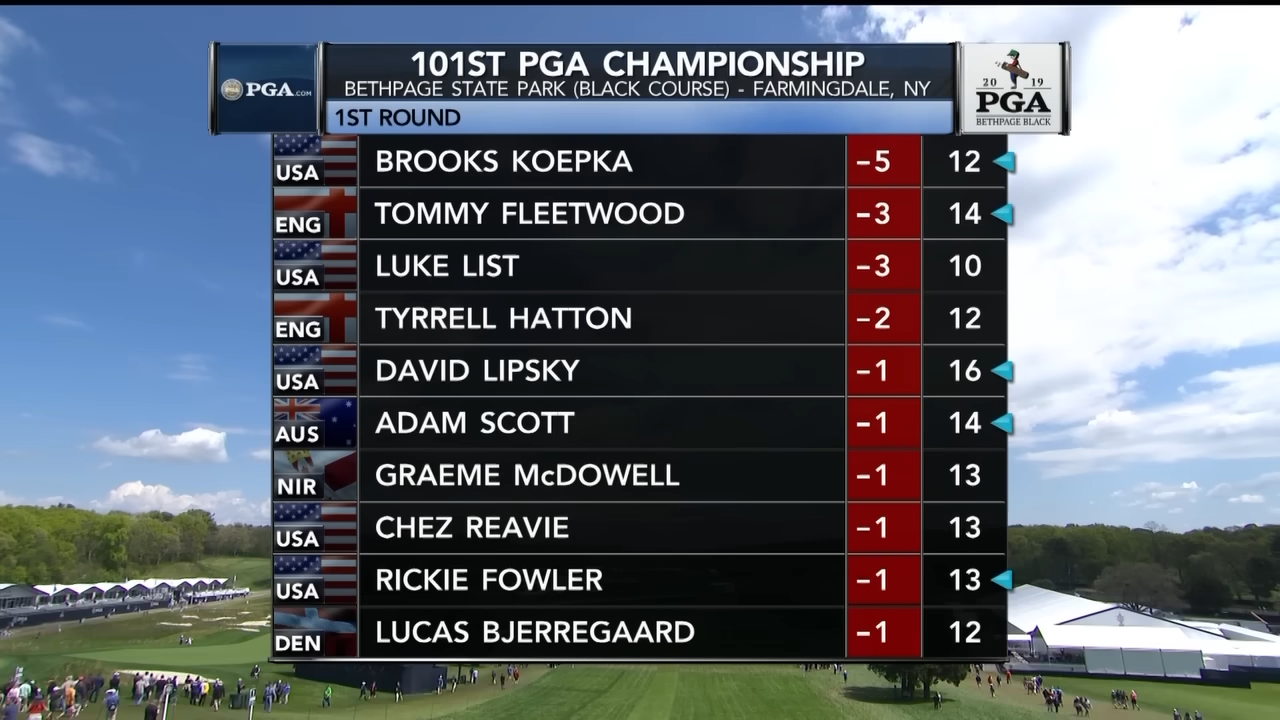 PGA.COM
101ST PGA CHAMPIONSHIP
BETHPAGE STATE PARK (BLACK COURSE) – FARMINGDALE, NY
1ST ROUND
20 19
PGA
BETHPAGE BLACK
USA BROOKS KOEPKA –5 12
ENG TOMMY FLEETWOOD –3 14
USA LUKE LIST –3 10
ENG TYRRELL HATTON –2 12
USA DAVID LIPSKY –1 16
AUS ADAM SCOTT –1 14
NIR GRAEME McDOWELL –1 13
USA CHEZ REAVIE –1 13
USA RICKIE FOWLER –1 13
DEN LUCAS BJERREGAARD –1 12